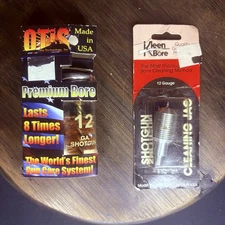 OTIS
Made in
USA
Premium Bore
Lasts
8 Times
Longer!
12
GA
SHOTGUN
The World's Finest
Gun Care System!
Kleen
Bore
12 Gauge
SHOTGUN
CLEANING JAG